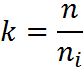 k = n / n_i